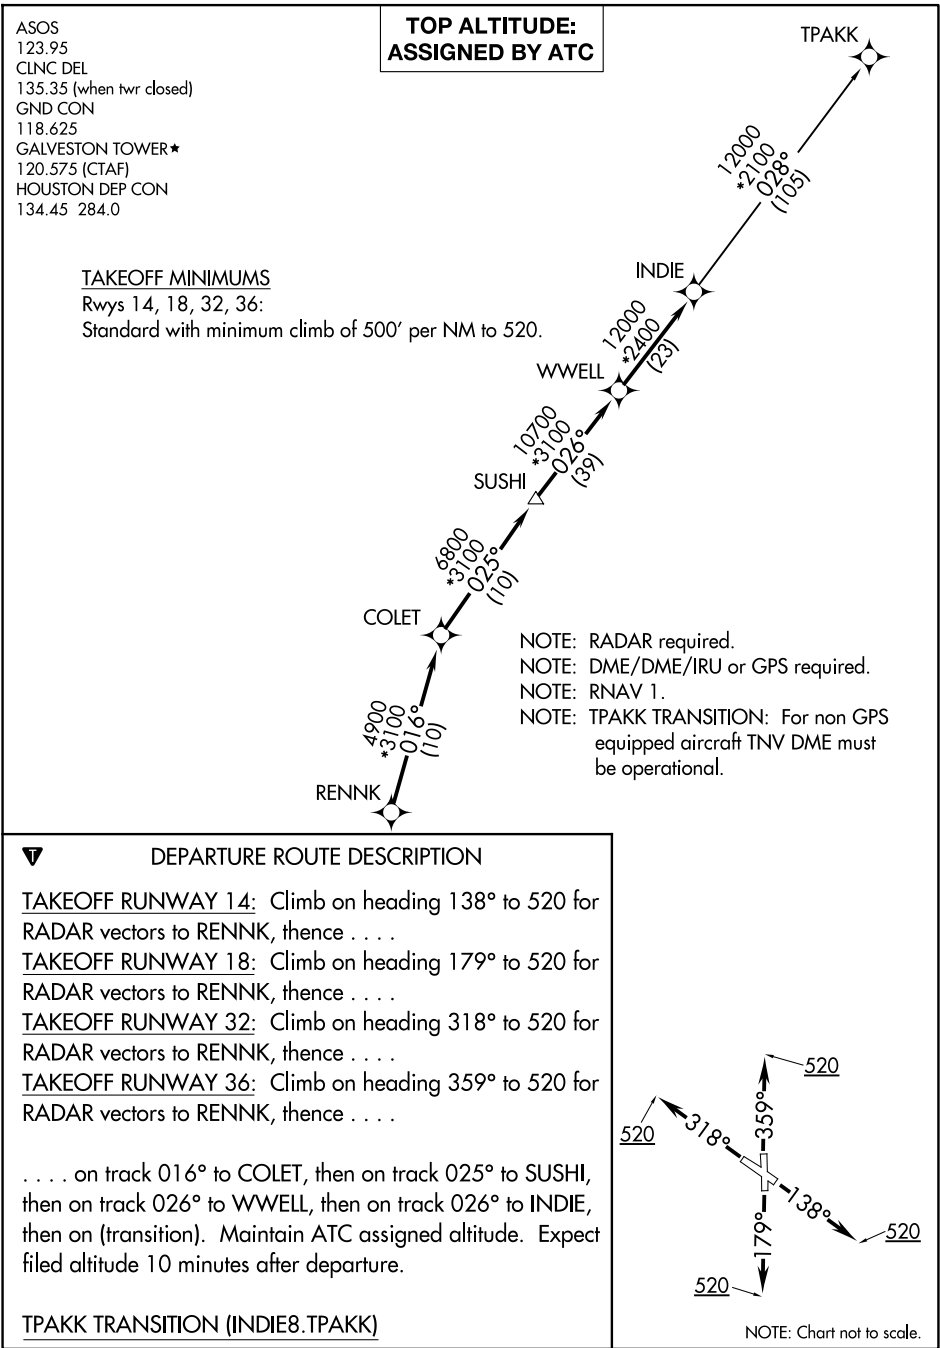 ASOS
123.95
CLNC DEL
135.35 (when twr closed)
GND CON
118.625
GALVESTON TOWER★
120.575 (CTAF)
HOUSTON DEP CON
134.45 284.0
TOP ALTITUDE:
ASSIGNED BY ATC
TAKEOFF MINIMUMS
Rwys 14, 18, 32, 36:
Standard with minimum climb of 500′ per NM to 520.
TPAKK
12000
*2100
028°
(105)
INDIE
12000
*2400
(23)
WWELL
10700
*3100
026°
(39)
SUSHI
6800
*3100
025°
(10)
COLET
4900
*3100
016°
(10)
RENNK
NOTE: RADAR required.
NOTE: DME/DME/IRU or GPS required.
NOTE: RNAV 1.
NOTE: TPAKK TRANSITION: For non GPS
equipped aircraft TNV DME must
be operational.
T
DEPARTURE ROUTE DESCRIPTION
TAKEOFF RUNWAY 14: Climb on heading 138° to 520 for
RADAR vectors to RENNK, thence . . . .
TAKEOFF RUNWAY 18: Climb on heading 179° to 520 for
RADAR vectors to RENNK, thence . . . .
TAKEOFF RUNWAY 32: Climb on heading 318° to 520 for
RADAR vectors to RENNK, thence . . . .
TAKEOFF RUNWAY 36: Climb on heading 359° to 520 for
RADAR vectors to RENNK, thence . . . .
. . . . on track 016° to COLET, then on track 025° to SUSHI,
then on track 026° to WWELL, then on track 026° to INDIE,
then on (transition). Maintain ATC assigned altitude. Expect
filed altitude 10 minutes after departure.
TPAKK TRANSITION (INDIE8.TPAKK)
520
359°
520
318°
138°
520
179°
520
NOTE: Chart not to scale.